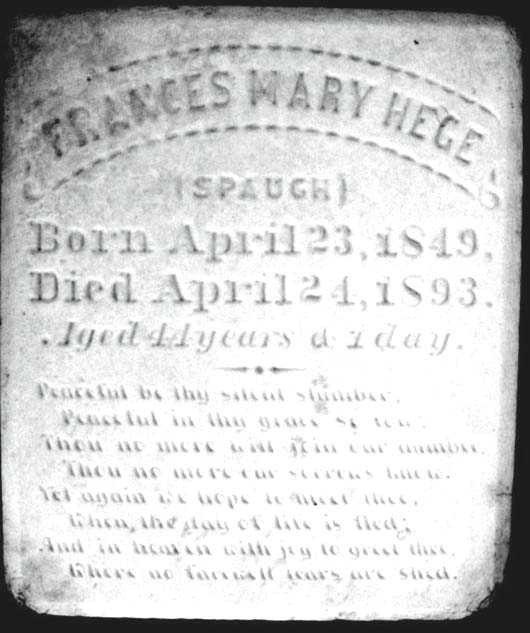 FRANCES MARY HEGE
(SPAUGH)
Born April 23, 1849.
Died April 24, 1893.
Aged 44 years & 1 day.
Peaceful be thy silent slumber,
Peaceful in thy grave so low.
Thou no more will join our number,
Thou no more our sorrows know.
Yet again we hope to meet thee,
When, the day of life is fled;
And in heaven with joy to greet thee,
Where no farewell tears are shed.